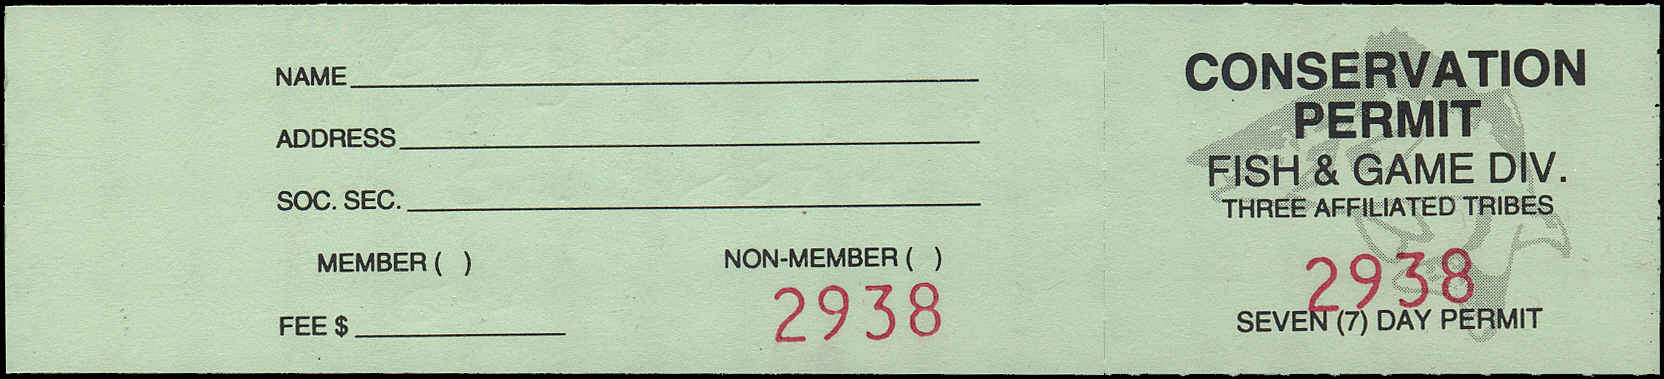 NAME
ADDRESS
SOC. SEC.
MEMBER ( ) NON-MEMBER ( )
2938
FEE $
CONSERVATION
PERMIT
FISH & GAME DIV.
THREE AFFILIATED TRIBES
2938
SEVEN (7) DAY PERMIT